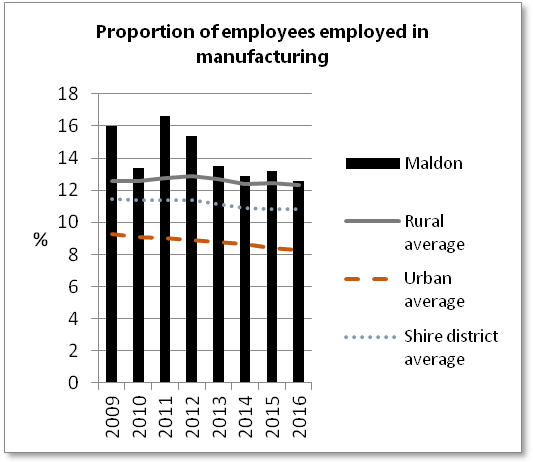 Proportion of employees employed in
manufacturing
18
16
14
12
10
8
6
4
2
0
%
2009
2010
2011
2012
2013
2014
2015
2016
Maldon
Rural
average
Urban
average
Shire district
average